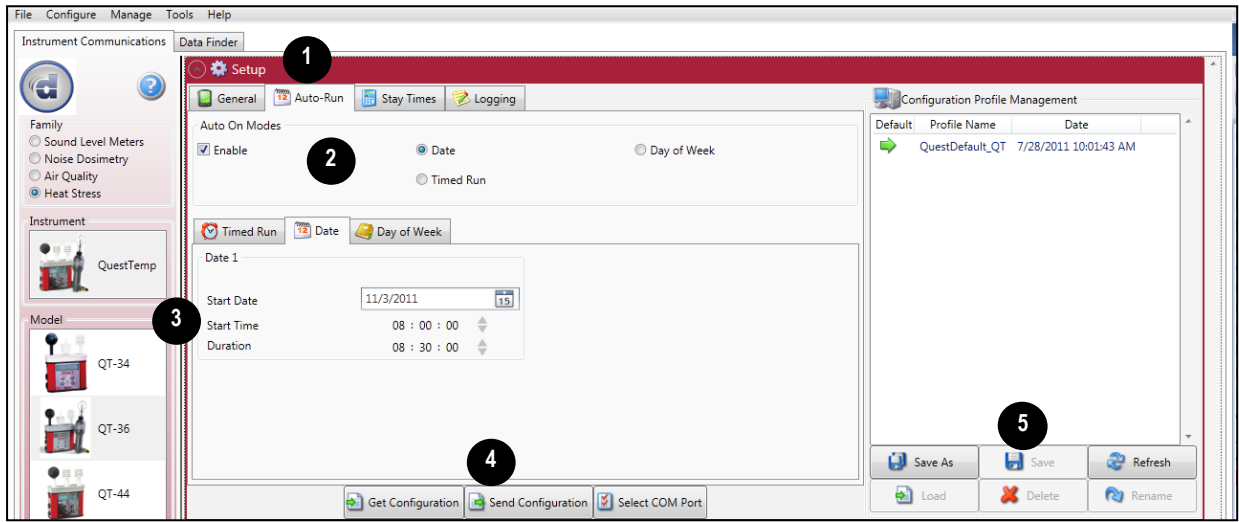 File Configure Manage Tools Help
Instrument Communications Data Finder
1
Setup
General 12 Auto-Run Stay Times Logging
Auto On Modes
Enable
2
Date
Day of Week
Timed Run
Timed Run 12 Date Day of Week
Date 1
Start Date 11/3/2011 15
3
Start Time 08 : 00 : 00
Duration 08 : 30 : 00
4
Get Configuration Send Configuration Select COM Port
d ?
Family
Sound Level Meters
Noise Dosimetry
Air Quality
Heat Stress
Instrument
QuestTemp
Model
QT-34
QT-36
QT-44
Configuration Profile Management
Default Profile Name Date
QuestDefault_QT 7/28/2011 10:01:43 AM
5
Save As Save Refresh
Load Delete Rename